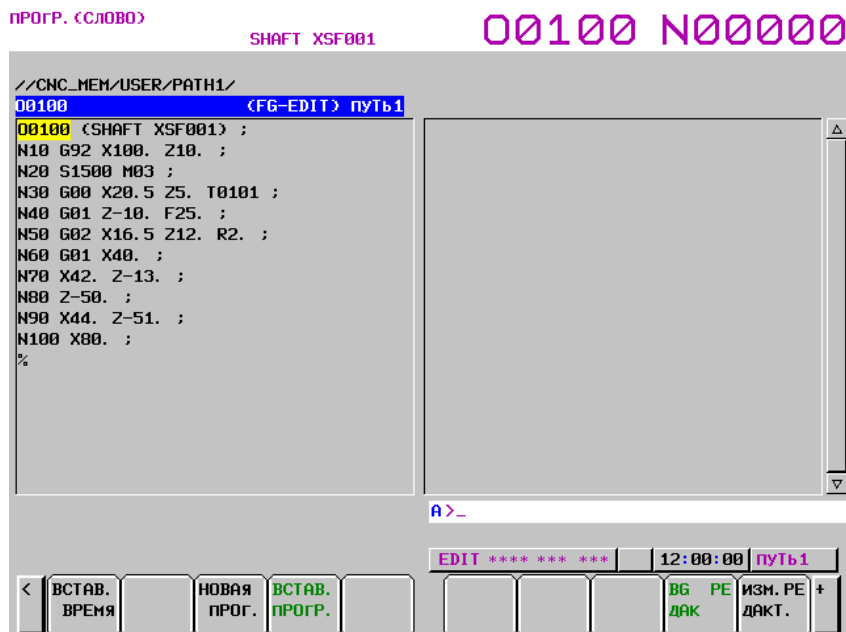 ПРОГР.(СЛОВО)
SHAFT XSF001
O0100 N00000
//CNC_MEM/USER/PATH1/
O0100 (FG-EDIT) ПУТЬ1
O0100 (SHAFT XSF001) ;
N10 G92 X100. Z10. ;
N20 S1500 M03 ;
N30 G00 X20.5 Z5. T0101 ;
N40 G01 Z-10. F25. ;
N50 G02 X16.5 Z12. R2. ;
N60 G01 X40. ;
N70 X42. Z-13. ;
N80 Z-50. ;
N90 X44. Z-51. ;
N100 X80. ;
%
A>_
EDIT **** *** *** 12:00:00 ПУТЬ1
< ВСТАВ. НОВАЯ ВСТАВ. BG РЕ ИЗМ.РЕ +
ВРЕМЯ ПРОГ. ПРОГР. ДАК ДАКТ.